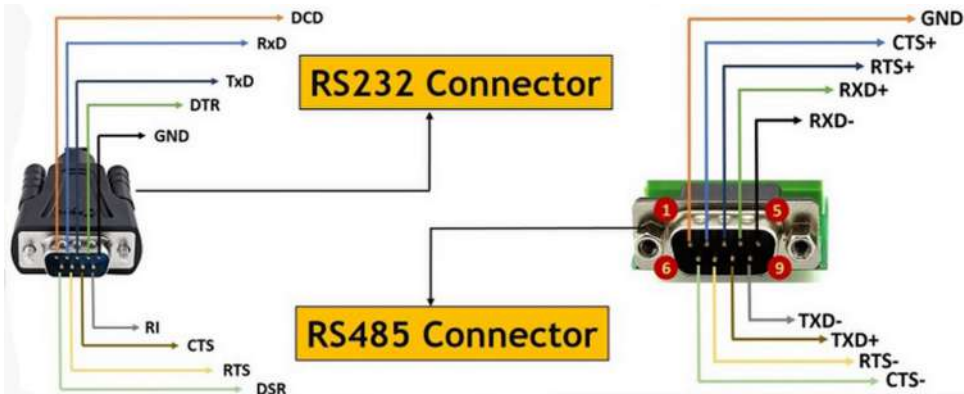 DCD
RxD
TxD
DTR
GND
RS232 Connector
RI
CTS
RTS
DSR
GND
CTS+
RTS+
RXD+
RXD-
1
5
6
9
RS485 Connector
TXD-
TXD+
RTS-
CTS-